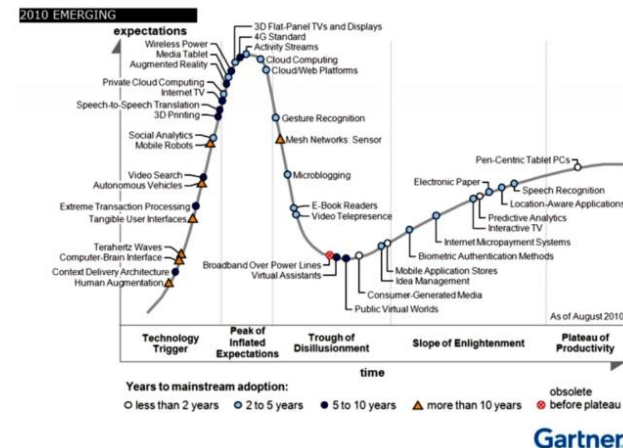 2010 EMERGING
expectations
3D Flat-Panel TVs and Displays
4G Standard
Activity Streams
Wireless Power
Media Tablet
Augmented Reality
Cloud Computing
Cloud/Web Platforms
Private Cloud Computing
Internet TV
Speech-to-Speech Translation
3D Printing
Gesture Recognition
Social Analytics
Mobile Robots
Mesh Networks: Sensor
Video Search
Autonomous Vehicles
Microblogging
Extreme Transaction Processing
Tangible User Interfaces
E-Book Readers
Video Telepresence
Pen-Centric Tablet PCs
Electronic Paper
Speech Recognition
Location-Aware Applications
Predictive Analytics
Interactive TV
Internet Micropayment Systems
Biometric Authentication Methods
Terahertz Waves
Computer-Brain Interface
Context Delivery Architecture
Human Augmentation
Broadband Over Power Lines
Virtual Assistants
Mobile Application Stores
Idea Management
Consumer-Generated Media
Public Virtual Worlds
As of August 2010
Technology
Trigger
Peak of
Inflated
Expectations
Trough of
Disillusionment
Slope of Enlightenment
Plateau of
Productivity
time
Years to mainstream adoption:
less than 2 years
2 to 5 years
5 to 10 years
more than 10 years
obsolete
before plateau
Gartner